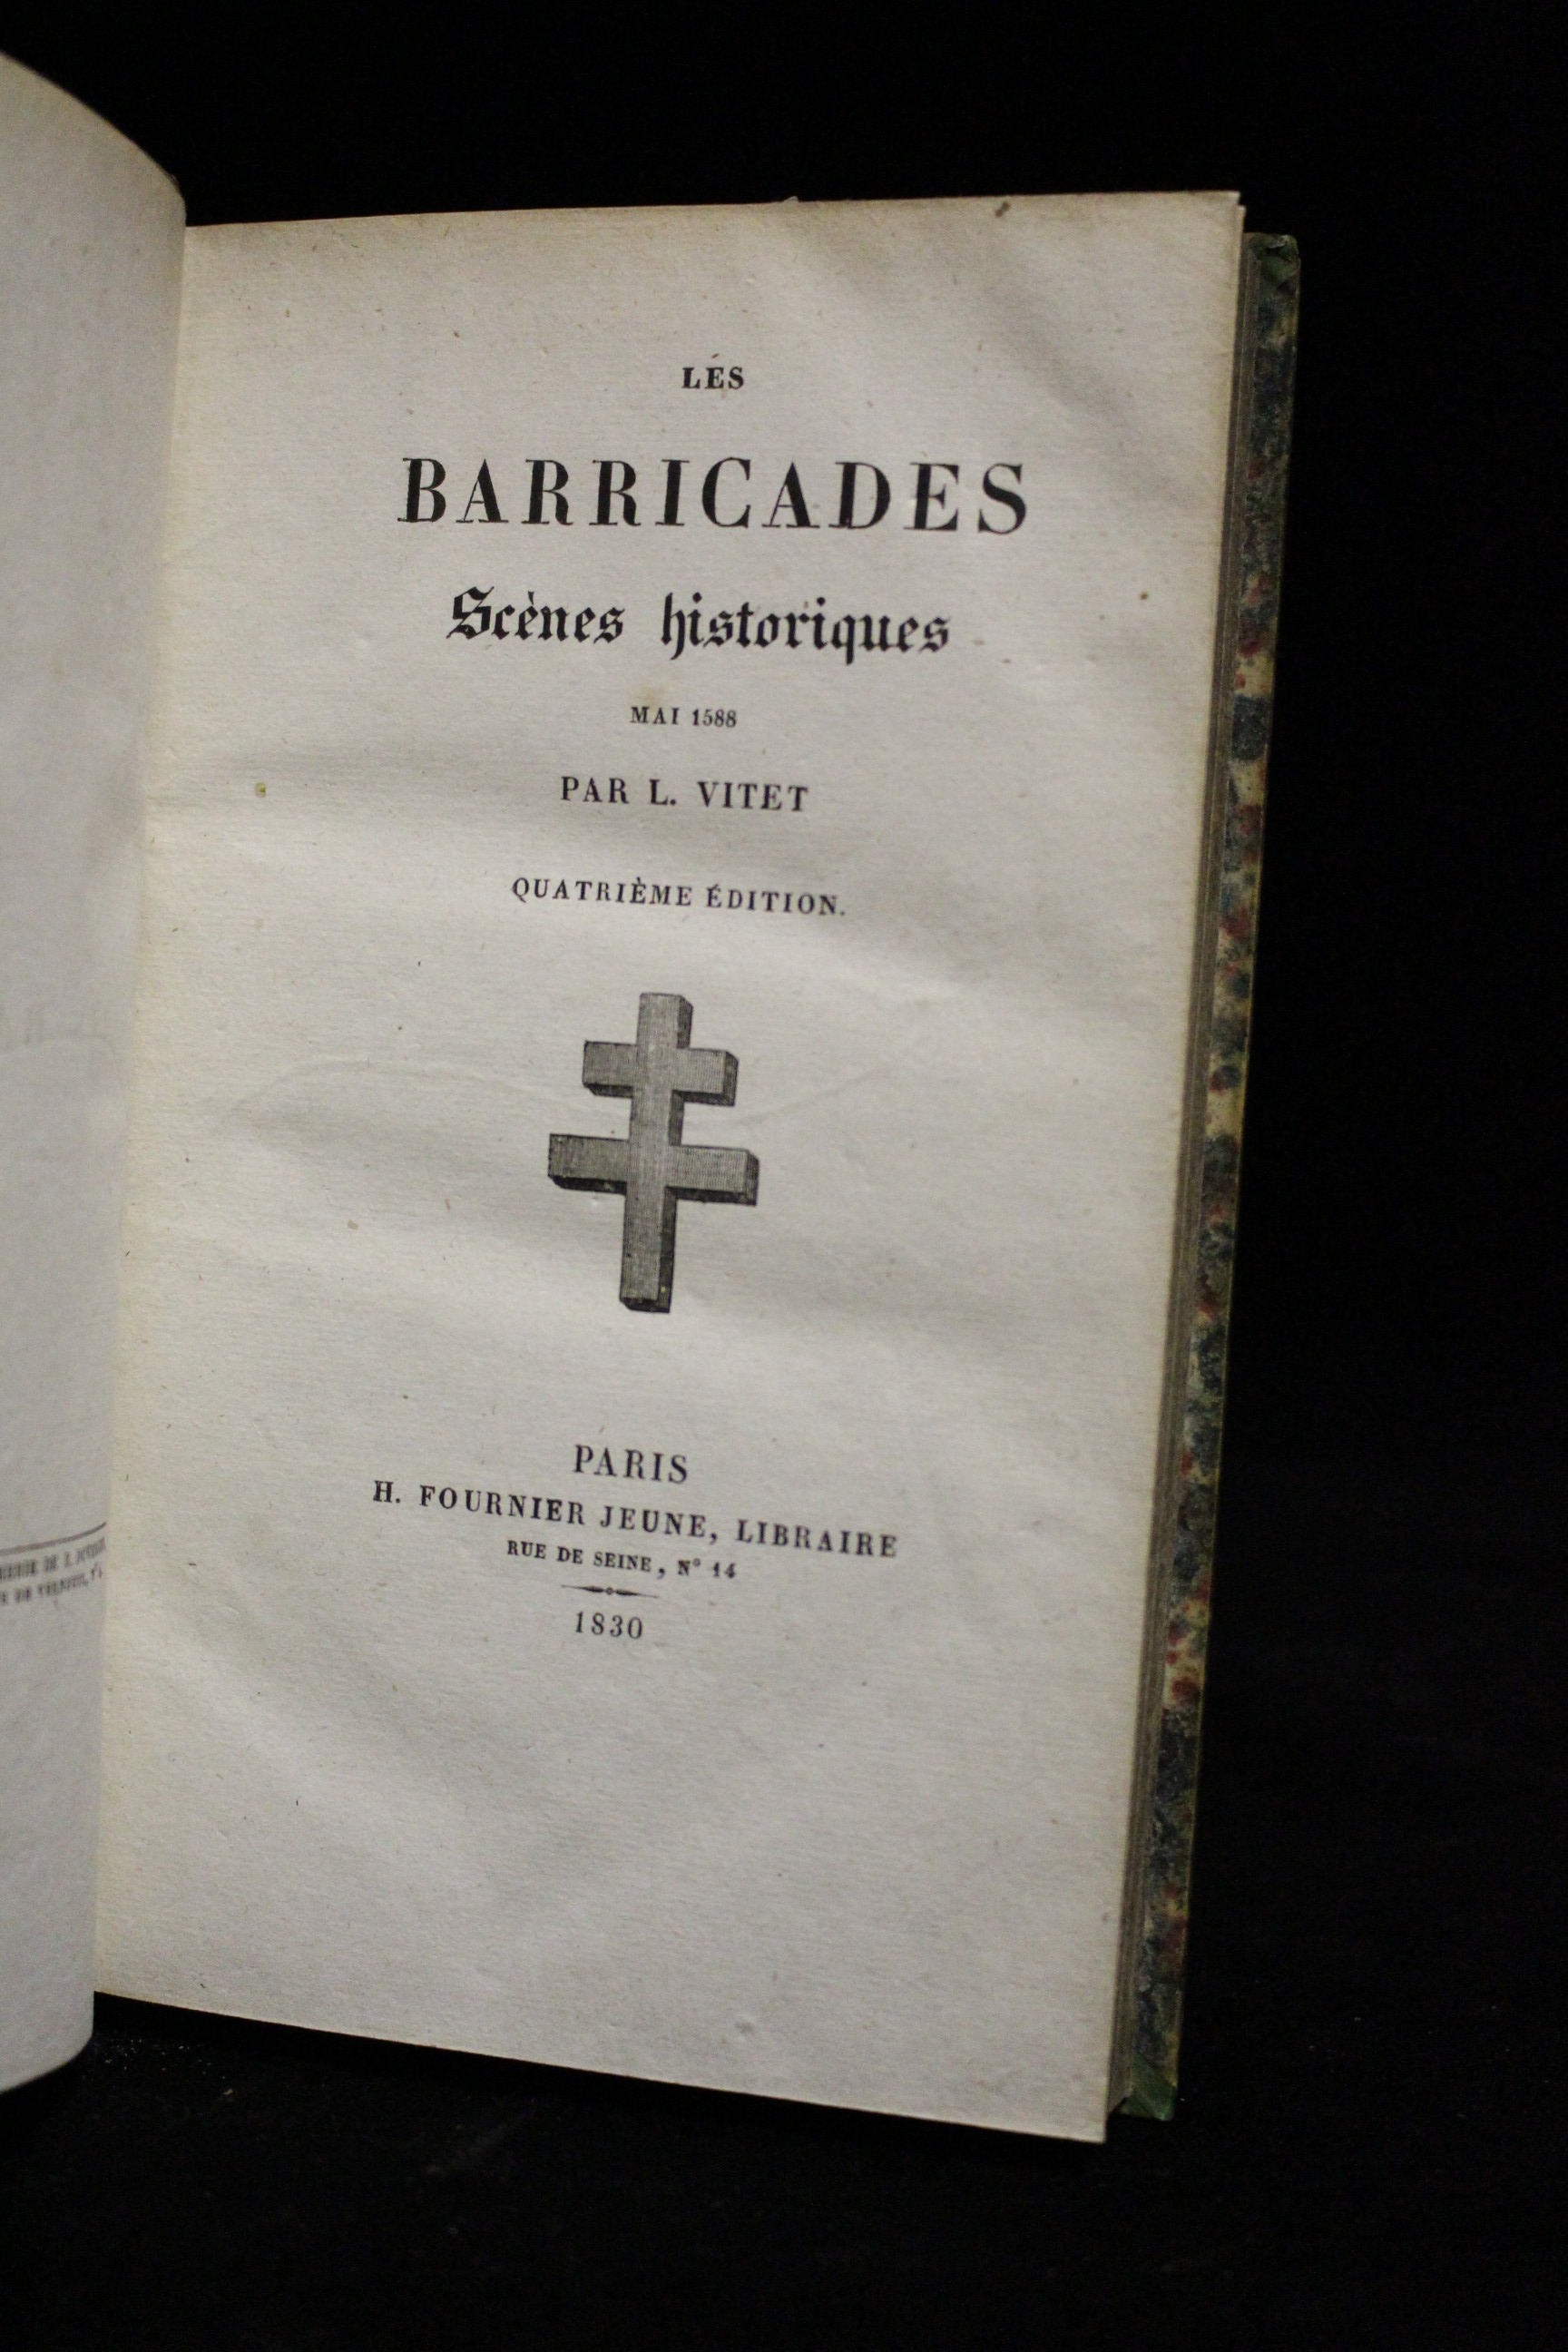 LES
BARRICADES
Scènes historiques
MAI 1588
PAR L. VITET
QUATRIÈME ÉDITION.
PARIS
H. FOURNIER JEUNE, LIBRAIRE
RUE DE SEINE, N° 14
1830